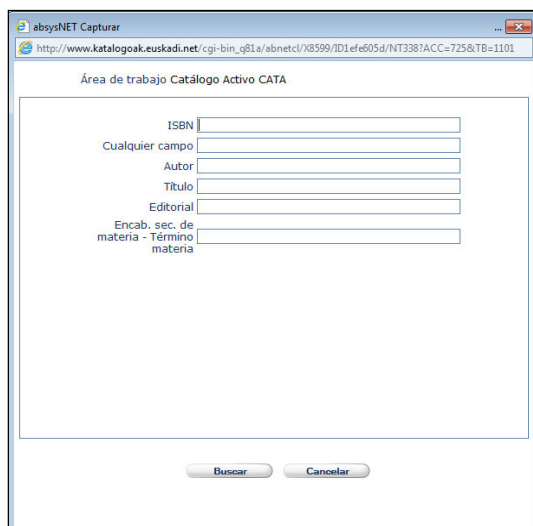 absysNET Capturar ...
http://www.katalogoak.euskadi.net/cgi-bin_q81a/abnetcl/X8599/ID1efe605d/NT338?ACC=725&TB=1101
Área de trabajo Catálogo Activo CATA
ISBN
Cualquier campo
Autor
Título
Editorial
Encab. sec. de
materia - Término
materia
Buscar Cancelar